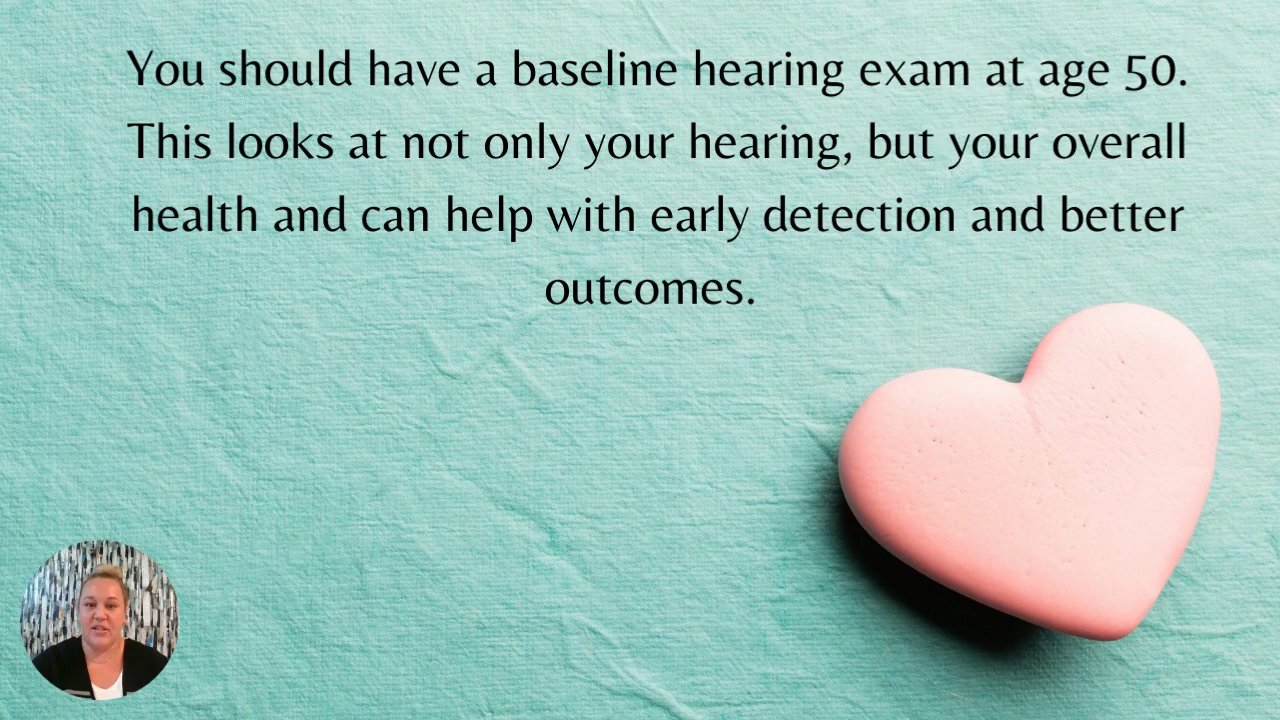 You should have a baseline hearing exam at age 50.
This looks at not only your hearing, but your overall
health and can help with early detection and better
outcomes.